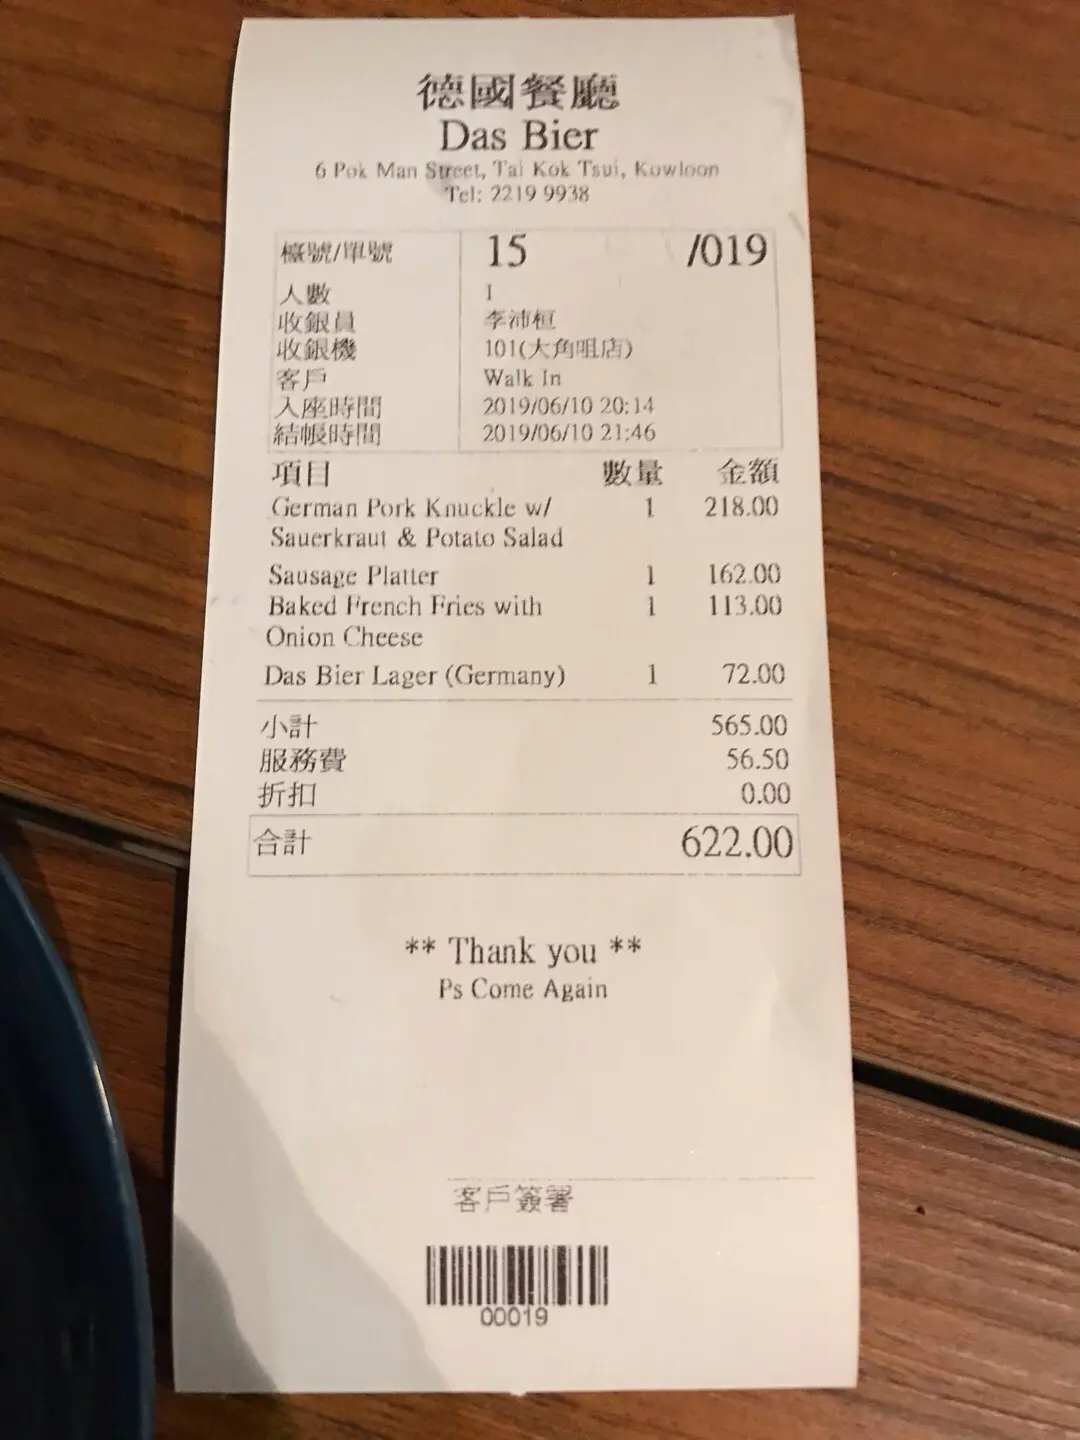 德國餐廳
Das Bier
6 Pok Man Street, Tai Kok Tsui, Kowloon
Tel: 2219 9938
檯號/單號 15 /019
人數 1
收銀員 李沛桓
收銀機 101(大角咀店)
客戶 Walk In
入座時間 2019/06/10 20:14
結帳時間 2019/06/10 21:46
項目 數量 金額
German Pork Knuckle w/ 1 218.00
Sauerkraut & Potato Salad
Sausage Platter 1 162.00
Baked French Fries with 1 113.00
Onion Cheese
Das Bier Lager (Germany) 1 72.00
小計 565.00
服務費 56.50
折扣 0.00
合計 622.00
** Thank you **
Ps Come Again
客戶簽署
00019